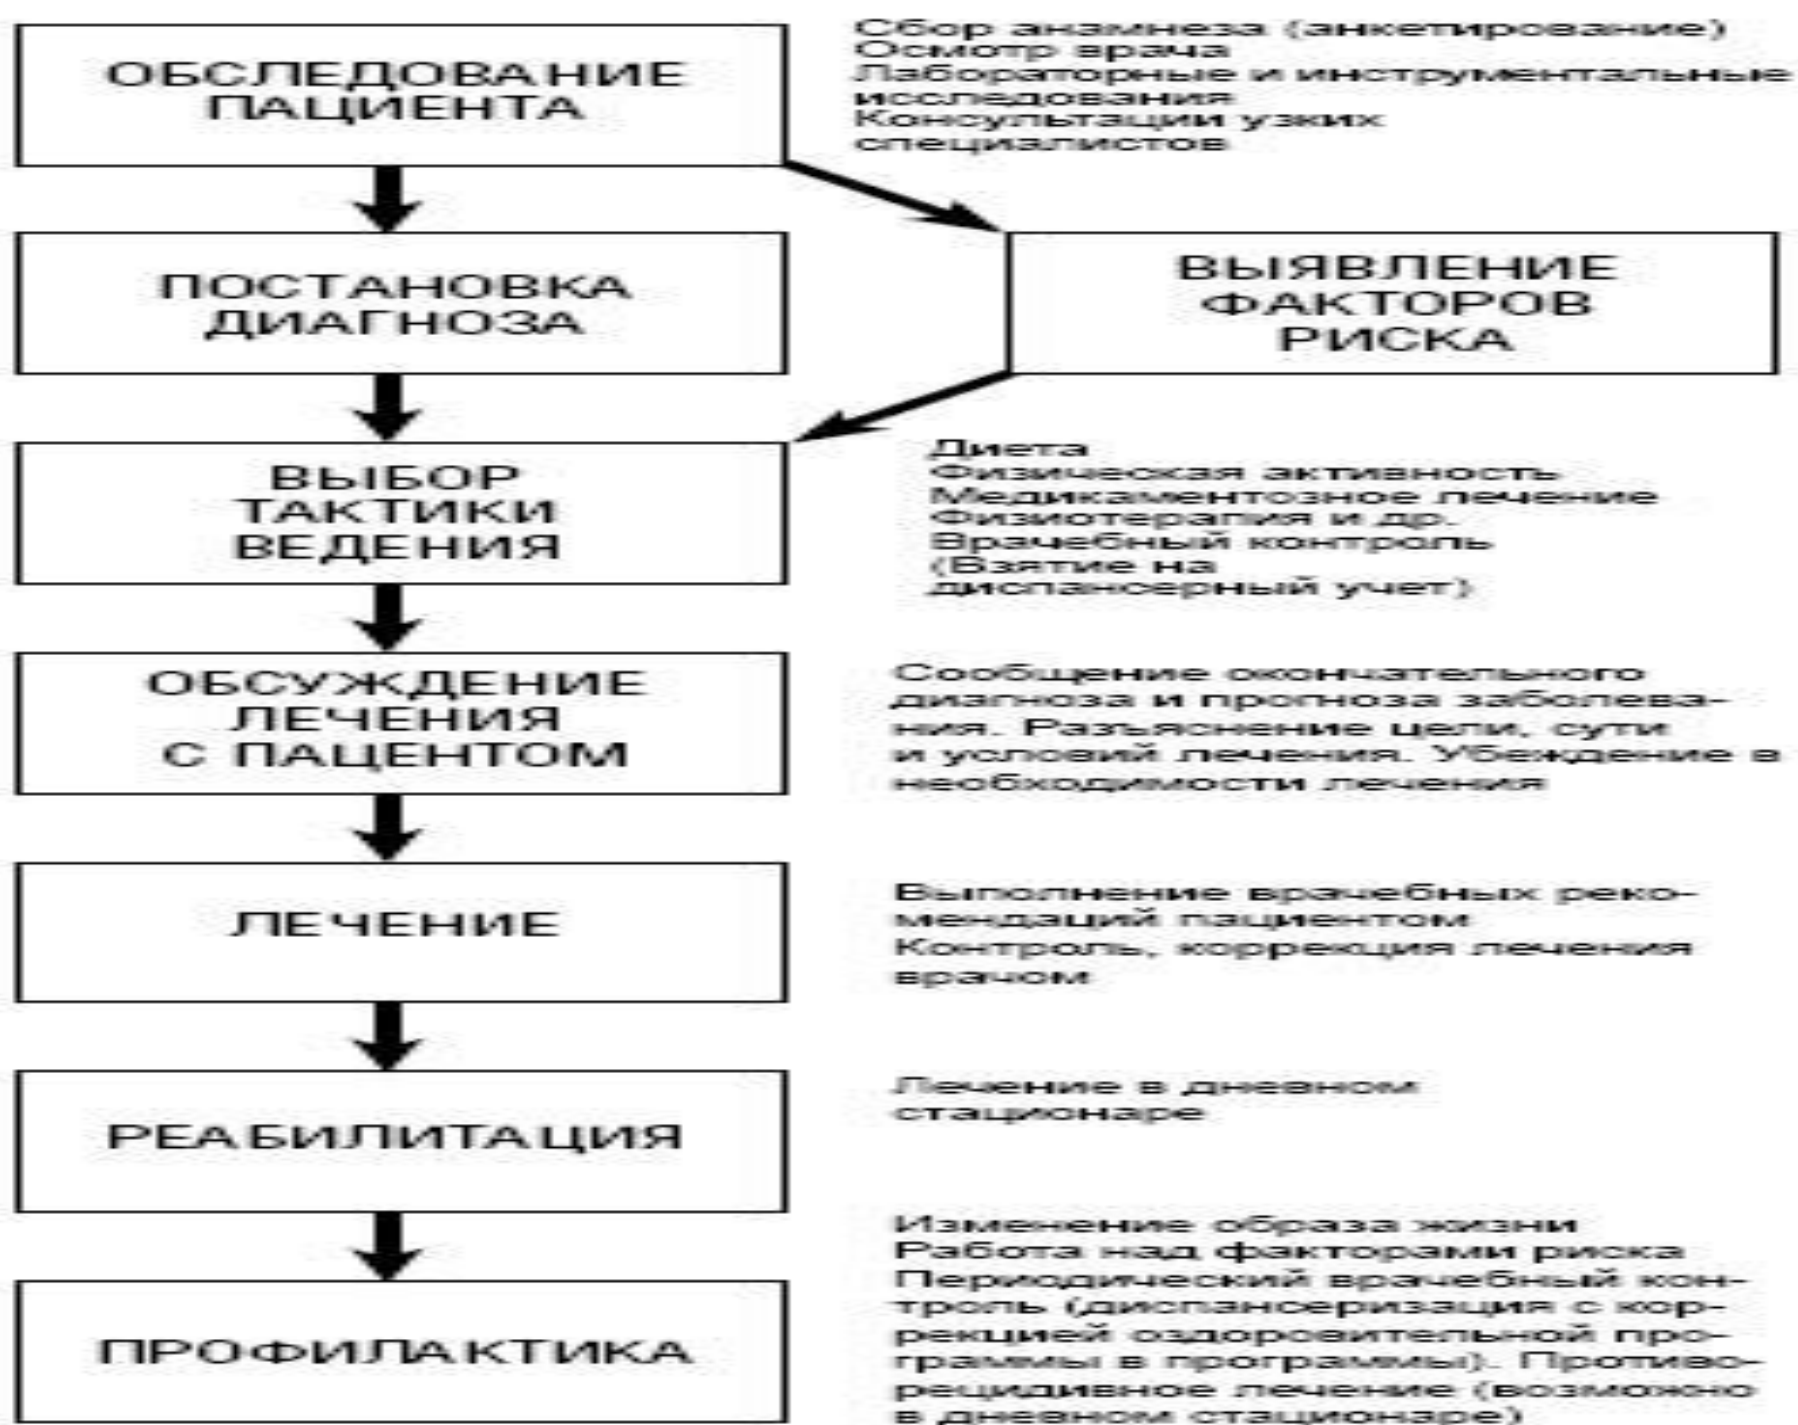 ОБСЛЕДОВАНИЕ
ПАЦИЕНТА
Сбор анамнеза (анкетирование)
Осмотр врача
Лабораторные и инструментальные
исследования
Консультации узких
специалистов
ПОСТАНОВКА
ДИАГНОЗА
ВЫЯВЛЕНИЕ
ФАКТОРОВ
РИСКА
ВЫБОР
ТАКТИКИ
ВЕДЕНИЯ
Диета
Физическая активность
Медикаментозное лечение
Физиотерапия и др.
Врачебный контроль
(Взятие на
диспансерный учет)
ОБСУЖДЕНИЕ
ЛЕЧЕНИЯ
С ПАЦЕНТОМ
Сообщение окончательного
диагноза и прогноза заболева-
ния. Разъяснение цели, сути
и условий лечения. Убеждение в
необходимости лечения
ЛЕЧЕНИЕ
Выполнение врачебных реко-
мендаций пациентом
Контроль, коррекция лечения
врачом
РЕАБИЛИТАЦИЯ
Лечение в дневном
стационаре
ПРОФИЛАКТИКА
Изменение образа жизни
Работа над факторами риска
Периодический врачебный кон-
троль (диспансеризация с кор-
рекцией оздоровительной про-
граммы в программы). Противо-
рецидивное лечение (возможно
в дневном стационаре)